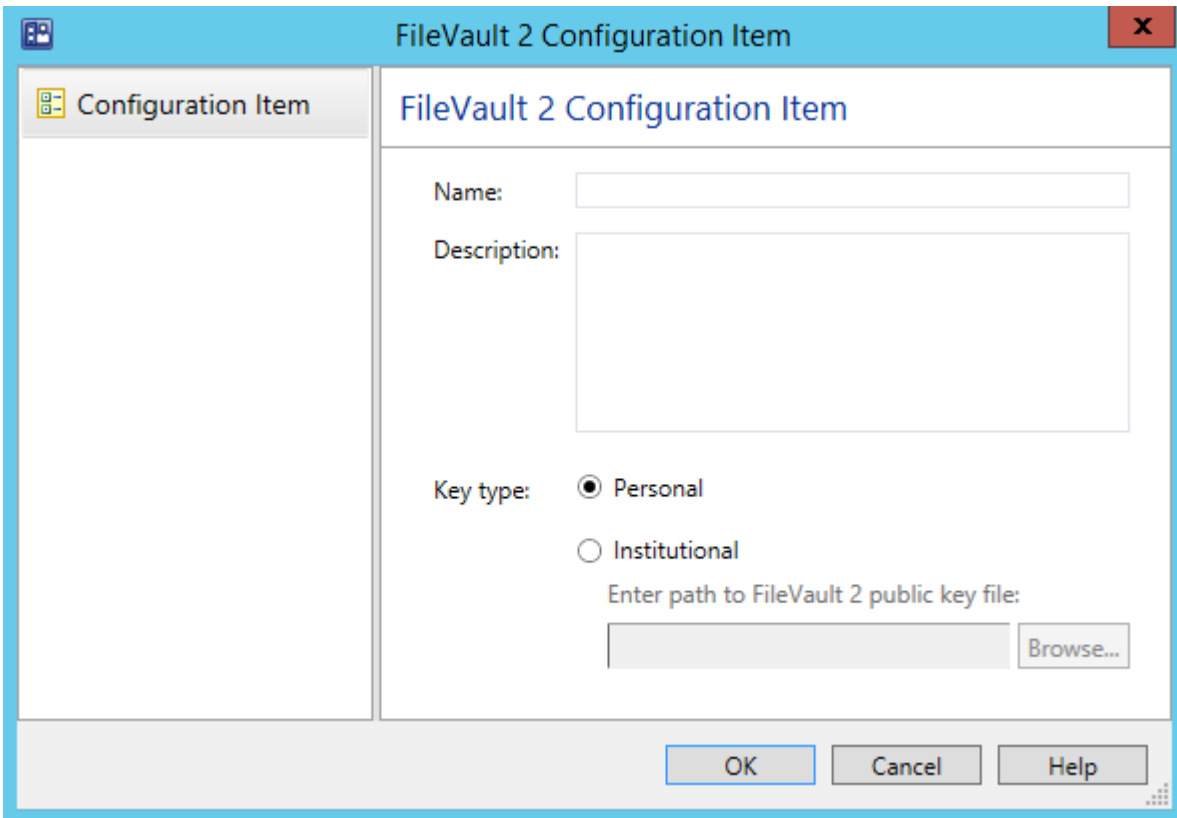 FileVault 2 Configuration Item
x
Configuration Item
FileVault 2 Configuration Item
Name:
Description:
Key type:
Personal
Institutional
Enter path to FileVault 2 public key file:
Browse...
OK
Cancel
Help